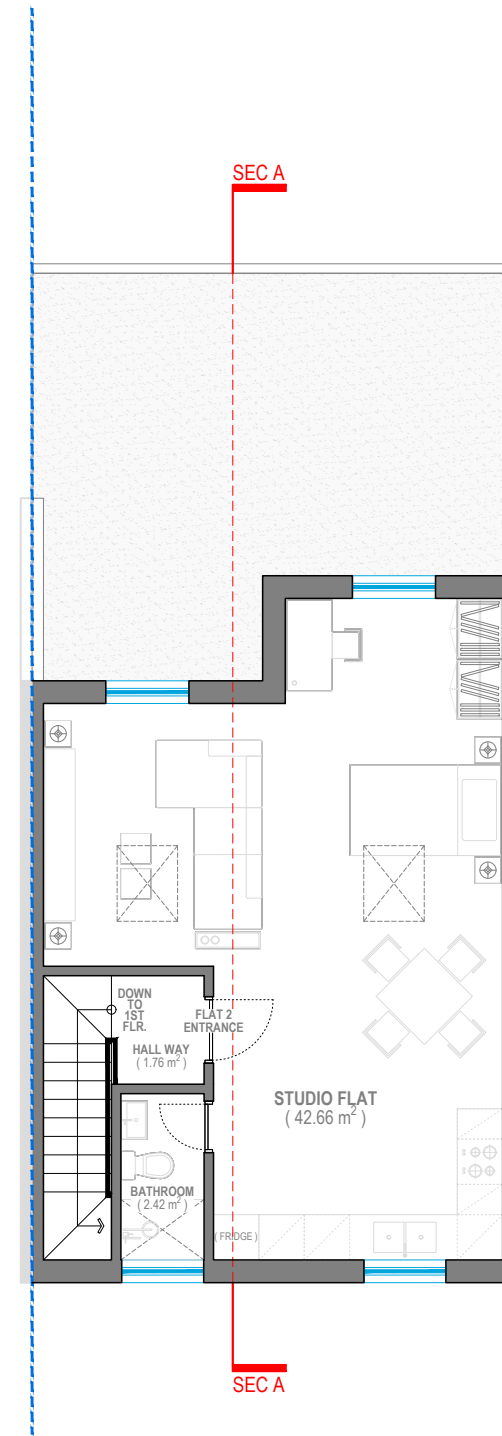 SEC A
DOWN
TO
1ST
FLR.
FLAT 2
ENTRANCE
HALL WAY
( 1.76 m² )
STUDIO FLAT
( 42.66 m² )
BATHROOM
( 2.42 m² )
( FRIDGE )
SEC A